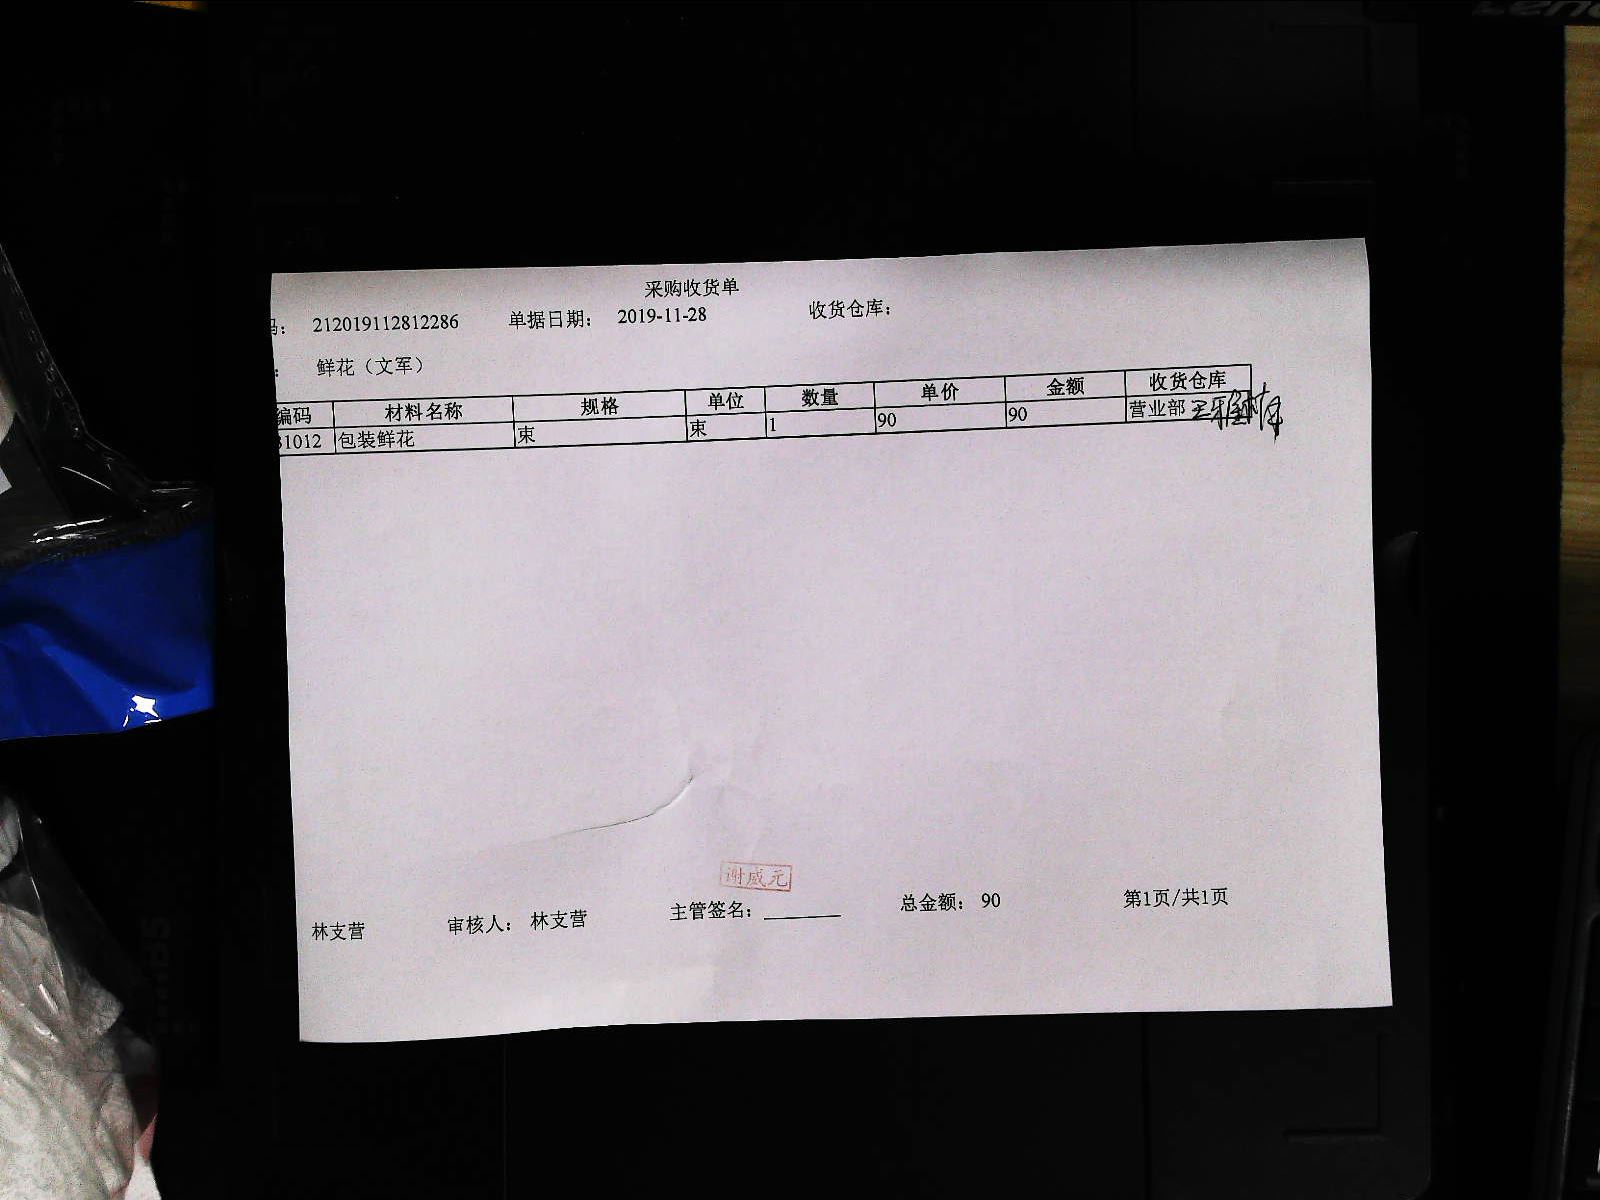 采购收货单
码： 212019112812286 单据日期： 2019-11-28 收货仓库：
： 鲜花（文军）
编码 材料名称 规格 单位 数量 单价 金额 收货仓库
31012 包装鲜花 束 束 1 90 90 营业部
谢威元
林支营 审核人： 林支营 主管签名： 总金额： 90 第1页/共1页